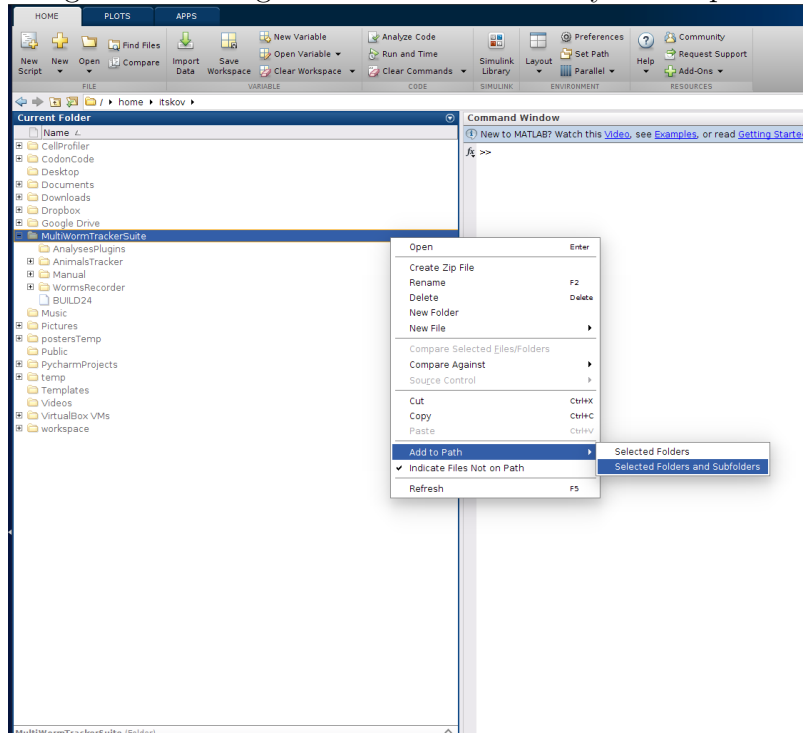 HOME PLOTS APPS
New Script
New
Open
Find Files
Compare
Import Data
Save Workspace
New Variable
Open Variable
Clear Workspace
Analyze Code
Run and Time
Clear Commands
Simulink Library
Layout
Preferences
Set Path
Parallel
Help
Community
Request Support
Add-Ons
FILE VARIABLE CODE SIMULINK ENVIRONMENT RESOURCES
/ home itskov
Current Folder
Name
CellProfiler
CodonCode
Desktop
Documents
Downloads
Dropbox
Google Drive
MultiWormTrackerSuite
AnalysesPlugins
AnimalsTracker
Manual
WormsRecorder
BUILD24
Music
Pictures
postersTemp
Public
PycharmProjects
temp
Templates
Videos
VirtualBox VMs
workspace
Command Window
New to MATLAB? Watch this Video, see Examples, or read Getting Starte
fx >>
Open Enter
Create Zip File
Rename F2
Delete Delete
New Folder
New File
Compare Selected Files/Folders
Compare Against
Source Control
Cut Ctrl+X
Copy Ctrl+C
Paste Ctrl+V
Add to Path
Indicate Files Not on Path
Refresh F5
Selected Folders
Selected Folders and Subfolders
MultiWormTrackerSuite (Folder)